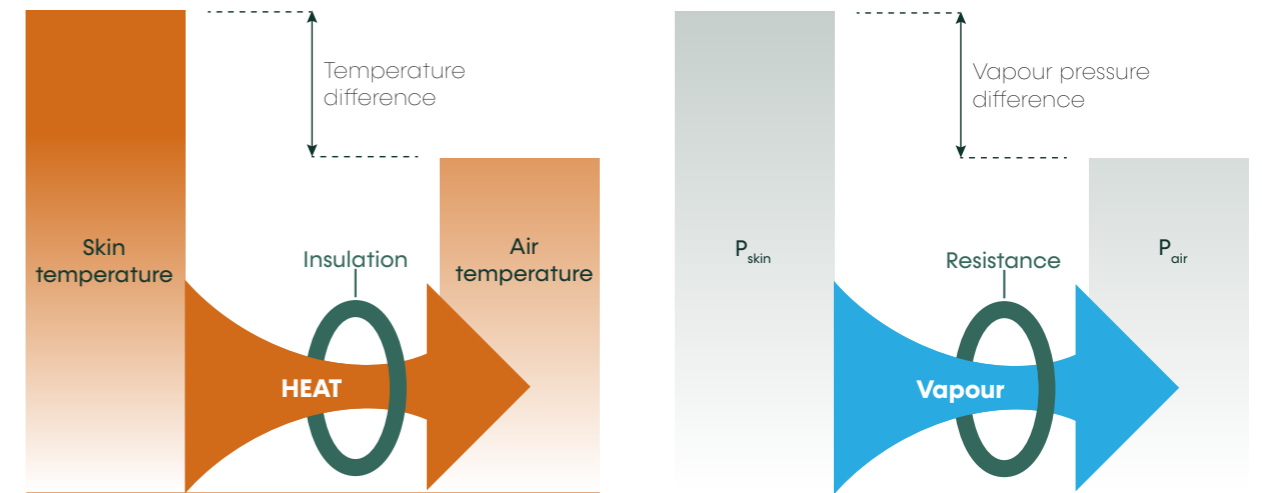 Temperature
difference
Skin
temperature
Insulation
Air
temperature
HEAT
Vapour pressure
difference
Pskin
Resistance
Pair
Vapour